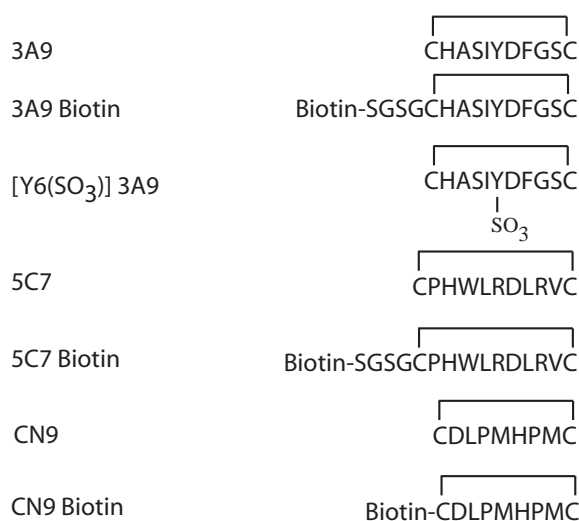 3A9 CHASIYDFGSC
3A9 Biotin Biotin-SGSGCHASIYDFGSC
[Y6(SO3)] 3A9 CHASIYDFGSC
SO3
5C7 CPHWLRDLRVC
5C7 Biotin Biotin-SGSGCPHWLRDLRVC
CN9 CDLPMHPMC
CN9 Biotin Biotin-CDLPMHPMC